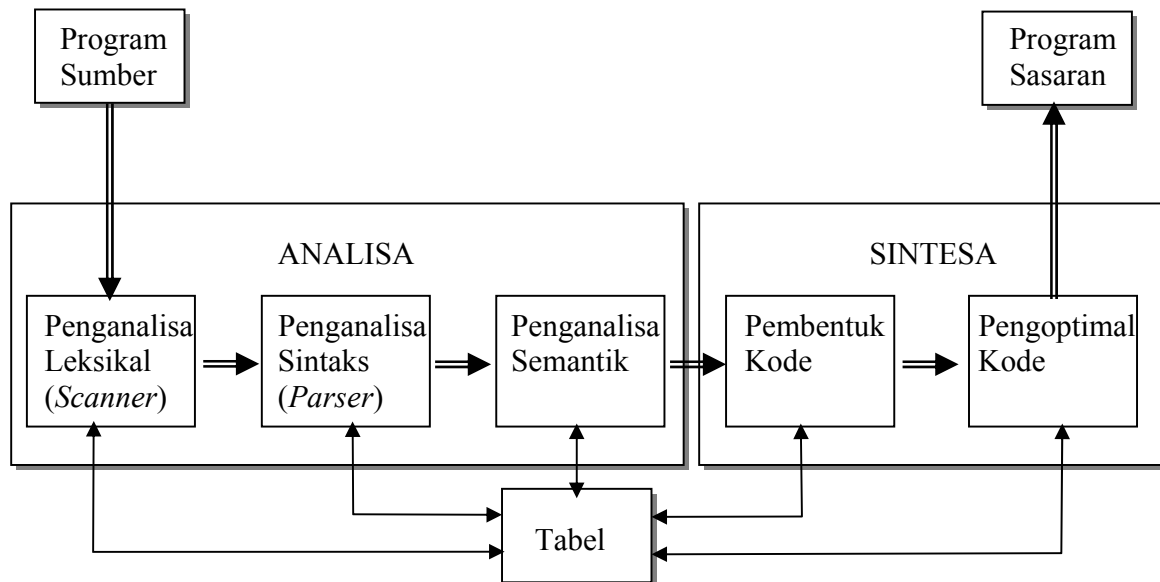 Program
Sumber
Program
Sasaran
ANALISA
SINTESA
Penganalisa
Leksikal
(Scanner)
Penganalisa
Sintaks
(Parser)
Penganalisa
Semantik
Pembentuk
Kode
Pengoptimal
Kode
Tabel